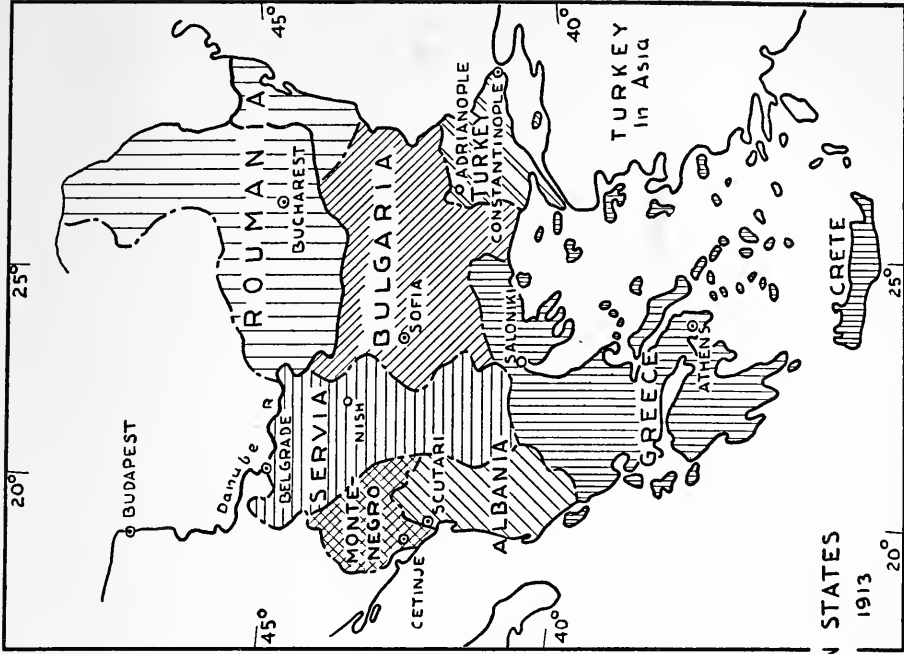 25°
20°
BUDAPEST
Danube R
45°
45°
ROUMANIA
BUCHAREST
BELGRADE
SERVIA
NISH
MONTE-
NEGRO
CETINJE
SCUTARI
BULGARIA
SOFIA
ADRIANOPLE
TURKEY
CONSTANTINOPLE
ALBANIA
SALONIKI
40°
40°
TURKEY
In Asia
GREECE
ATHENS
CRETE
25°
20°
N STATES
1913